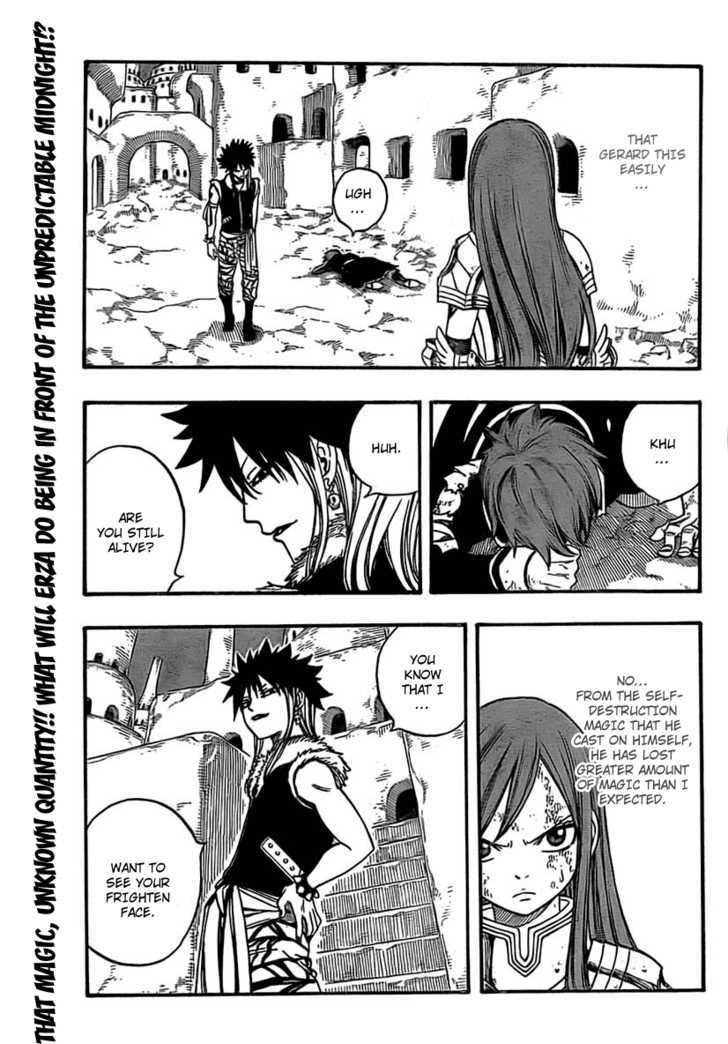 THAT MAGIC, UNKNOWN QUANTITY!! WHAT WILL ERZA DO BEING IN FRONT OF THE UNPREDICTABLE MIDNIGHT!?
THAT
GERARD THIS
EASILY
...
UGH
...
KHU
...
HUH.
ARE
YOU STILL
ALIVE?
NO...
FROM THE SELF-
DESTRUCTION
MAGIC THAT HE
CAST ON HIMSELF,
HE HAS LOST
GREATER AMOUNT
OF MAGIC THAN I
EXPECTED.
YOU
KNOW
THAT I
...
WANT TO
SEE YOUR
FRIGHTEN
FACE.